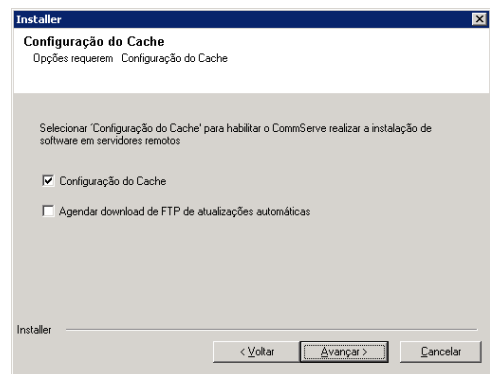 Installer
Configuração do Cache
Opções requerem Configuração do Cache
Selecionar 'Configuração do Cache' para habilitar o CommServe realizar a instalação de
software em servidores remotos
Configuração do Cache
Agendar download de FTP de atualizações automáticas
Installer
< Voltar
Avançar >
Cancelar